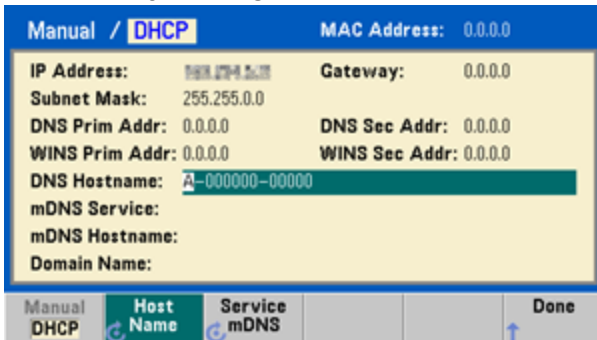 Manual / DHCP MAC Address: 0.0.0.0
IP Address: Gateway: 0.0.0.0
Subnet Mask: 255.255.0.0
DNS Prim Addr: 0.0.0.0 DNS Sec Addr: 0.0.0.0
WINS Prim Addr: 0.0.0.0 WINS Sec Addr: 0.0.0.0
DNS Hostname: A-000000-00000
mDNS Service:
mDNS Hostname:
Domain Name:
Manual Host Service Done
DHCP Name mDNS